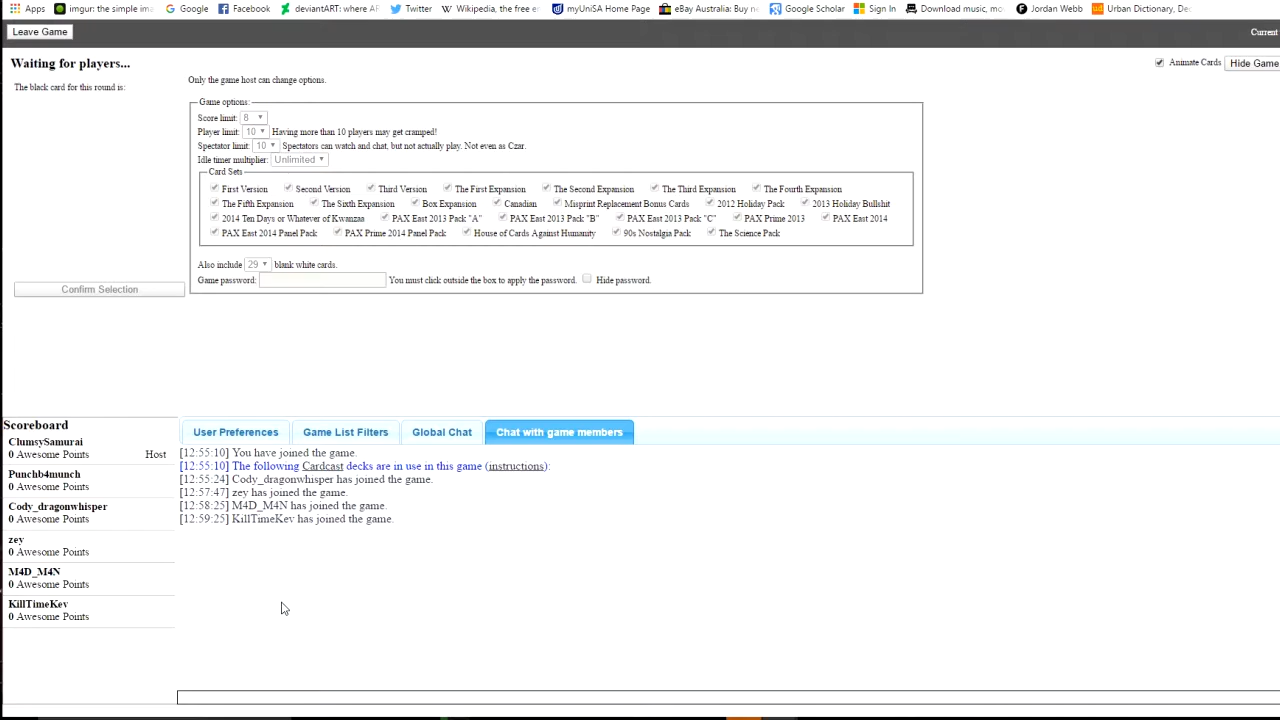 Apps imgur: the simple ima Google Facebook deviantART: where AR Twitter Wikipedia, the free en myUniSA Home Page eBay Australia: Buy ne Google Scholar Sign In Download music, mo Jordan Webb Urban Dictionary, De
Leave Game
Current
Waiting for players...
Animate Cards
Hide Game
The black card for this round is:
Only the game host can change options.
Game options:
Score limit: 8
Player limit: 10 Having more than 10 players may get cramped!
Spectator limit: 10 Spectators can watch and chat, but not actually play. Not even as Czar.
Idle timer multiplier: Unlimited
Card Sets
First Version Second Version Third Version The First Expansion The Second Expansion The Third Expansion The Fourth Expansion
The Fifth Expansion The Sixth Expansion Box Expansion Canadian Misprint Replacement Bonus Cards 2012 Holiday Pack 2013 Holiday Bullshit
2014 Ten Days or Whatever of Kwanzaa PAX East 2013 Pack "A" PAX East 2013 Pack "B" PAX East 2013 Pack "C" PAX Prime 2013 PAX East 2014
PAX East 2014 Panel Pack PAX Prime 2014 Panel Pack House of Cards Against Humanity 90s Nostalgia Pack The Science Pack
Also include 29 blank white cards.
Game password: You must click outside the box to apply the password. Hide password.
Confirm Selection
Scoreboard
ClumsySamurai
0 Awesome Points Host
Punchb4munch
0 Awesome Points
Cody_dragonwhisper
0 Awesome Points
zey
0 Awesome Points
M4D_M4N
0 Awesome Points
KillTimeKev
0 Awesome Points
User Preferences Game List Filters Global Chat Chat with game members
[12:55:10] You have joined the game.
[12:55:10] The following Cardcast decks are in use in this game (instructions):
[12:55:24] Cody_dragonwhisper has joined the game.
[12:57:47] zey has joined the game.
[12:58:25] M4D_M4N has joined the game.
[12:59:25] KillTimeKev has joined the game.